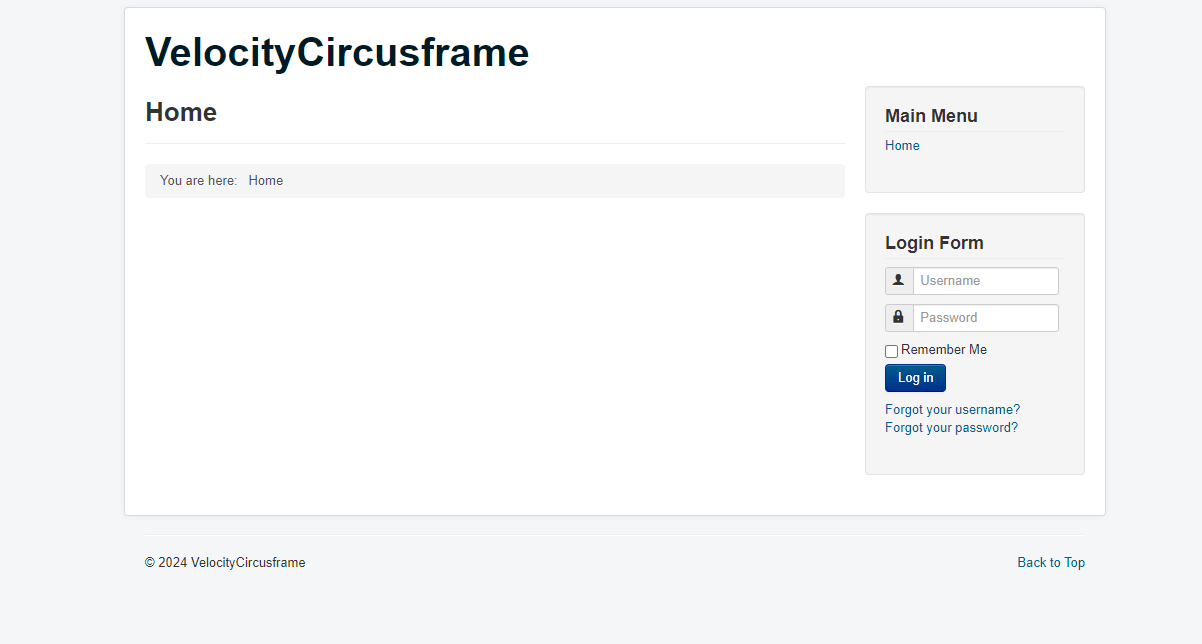 VelocityCircusframe
Home
You are here: Home
Main Menu
Home
Login Form
Username
Password
Remember Me
Log in
Forgot your username?
Forgot your password?
© 2024 VelocityCircusframe
Back to Top